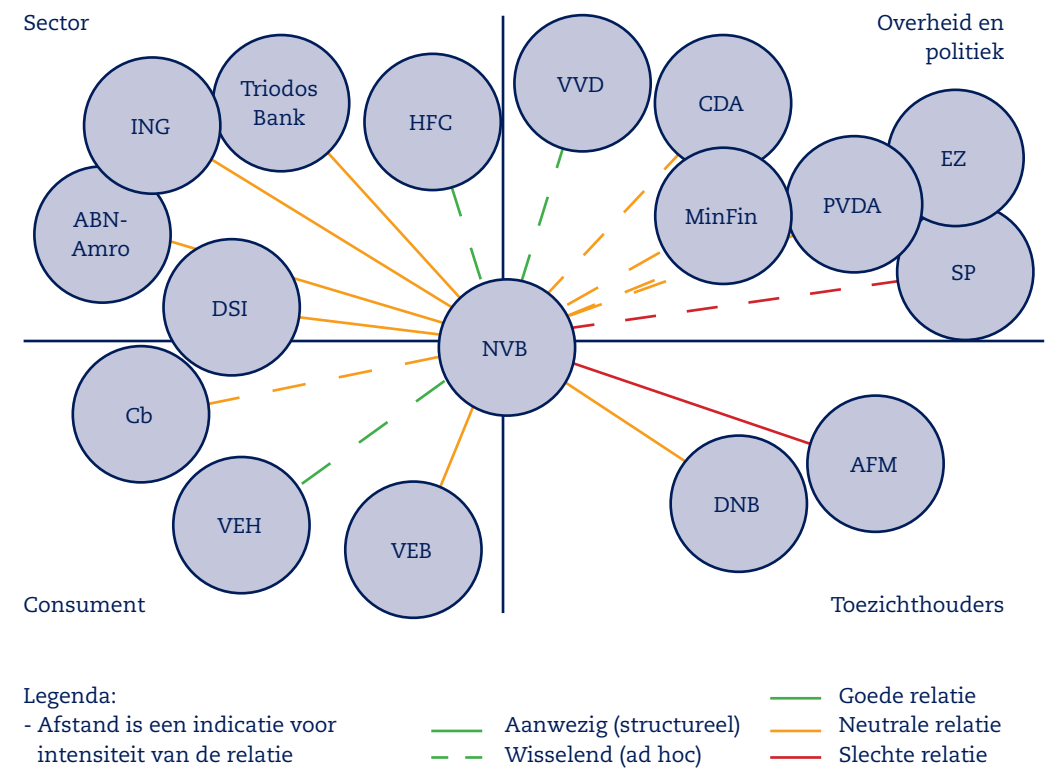 Sector
Overheid en
politiek
VVD
Triodos
Bank
CDA
HFC
ING
EZ
PVDA
MinFin
ABN-
Amro
SP
DSI
NVB
Cb
AFM
DNB
VEH
VEB
Consument
Toezichthouders
Legenda:
- Afstand is een indicatie voor
intensiteit van de relatie
Aanwezig (structureel)
Wisselend (ad hoc)
Goede relatie
Neutrale relatie
Slechte relatie